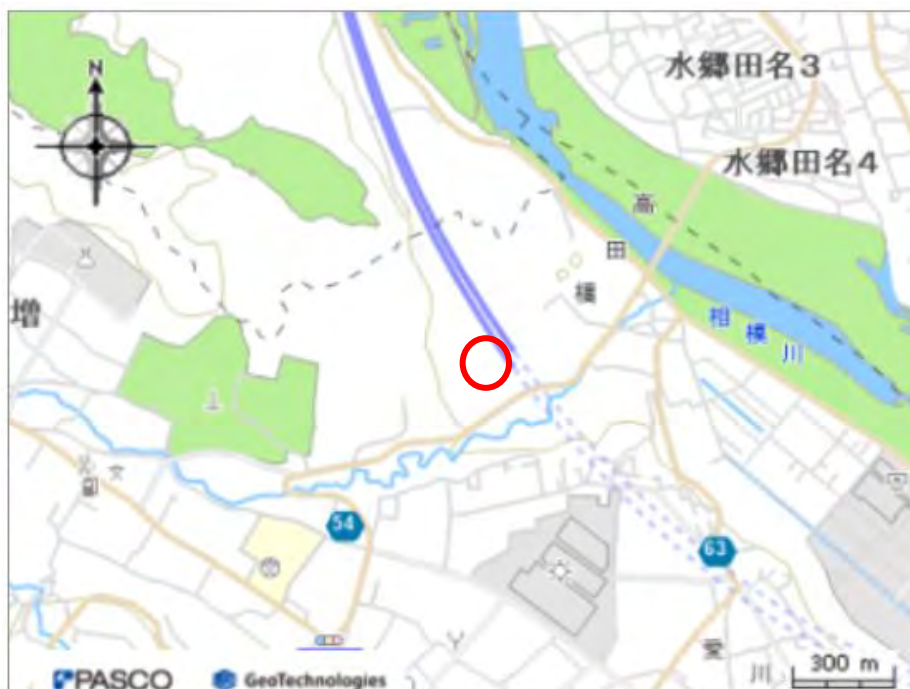 水郷田名3
N
水郷田名4
高
田
橋
増
相
模
川
54
63
愛
川
300 m
PASCO
GeoTechnologies